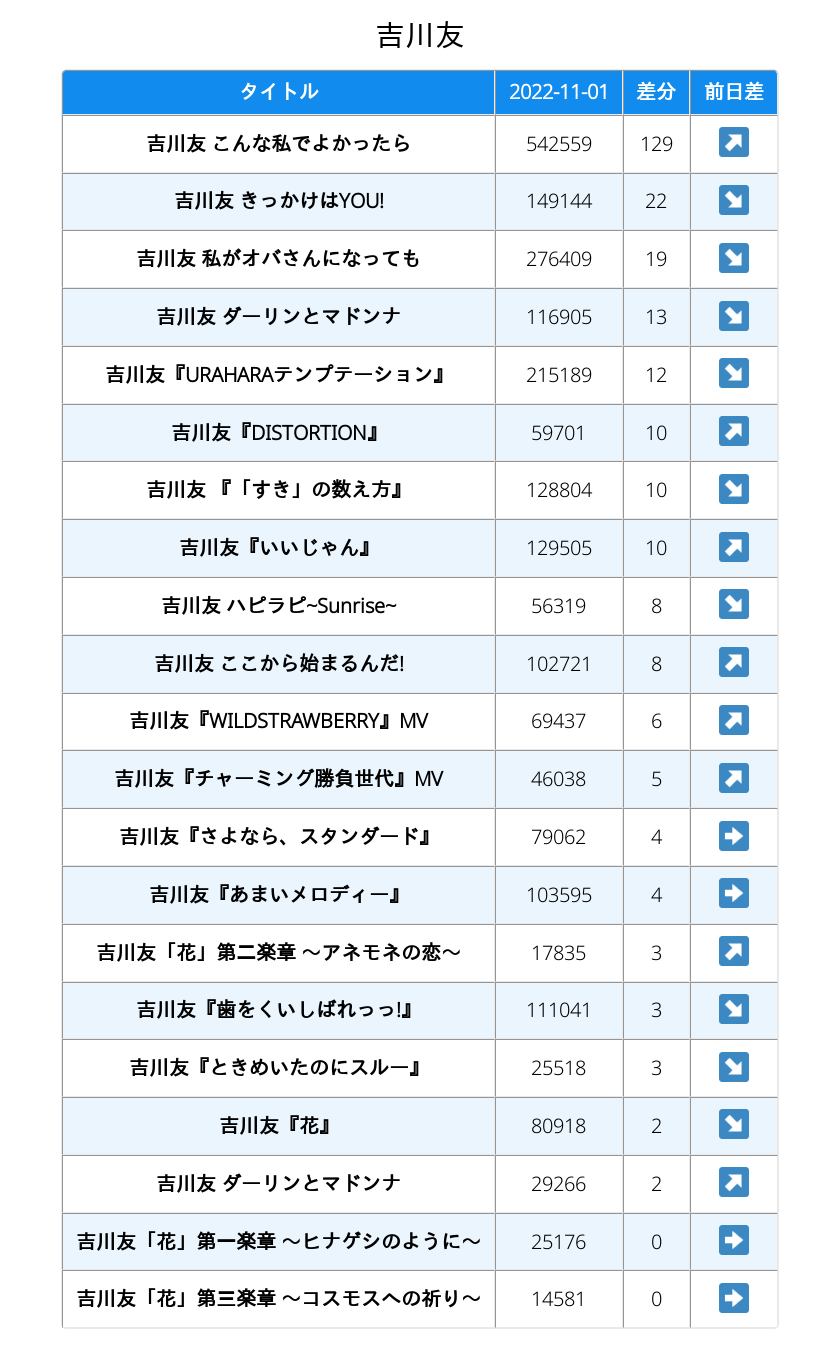 吉川友
タイトル 2022-11-01 差分 前日差
吉川友 こんな私でよかったら 542559 129 ↗
吉川友 きっかけはYOU! 149144 22 ↘
吉川友 私がオバさんになっても 276409 19 ↘
吉川友 ダーリンとマドンナ 116905 13 ↘
吉川友『URAHARAテンプテーション』 215189 12 ↘
吉川友『DISTORTION』 59701 10 ↗
吉川友 『「すき」の数え方』 128804 10 ↘
吉川友『いいじゃん』 129505 10 ↗
吉川友 ハピラピ~Sunrise~ 56319 8 ↘
吉川友 ここから始まるんだ! 102721 8 ↗
吉川友『WILDSTRAWBERRY』MV 69437 6 ↗
吉川友『チャーミング勝負世代』MV 46038 5 ↗
吉川友『さよなら、スタンダード』 79062 4 ➡
吉川友『あまいメロディー』 103595 4 ➡
吉川友「花」第二楽章 〜アネモネの恋〜 17835 3 ↗
吉川友『歯をくいしばれっっ!』 111041 3 ↘
吉川友『ときめいたのにスルー』 25518 3 ↘
吉川友『花』 80918 2 ↘
吉川友 ダーリンとマドンナ 29266 2 ↗
吉川友「花」第一楽章 〜ヒナゲシのように〜 25176 0 ➡
吉川友「花」第三楽章 〜コスモスへの祈り〜 14581 0 ➡